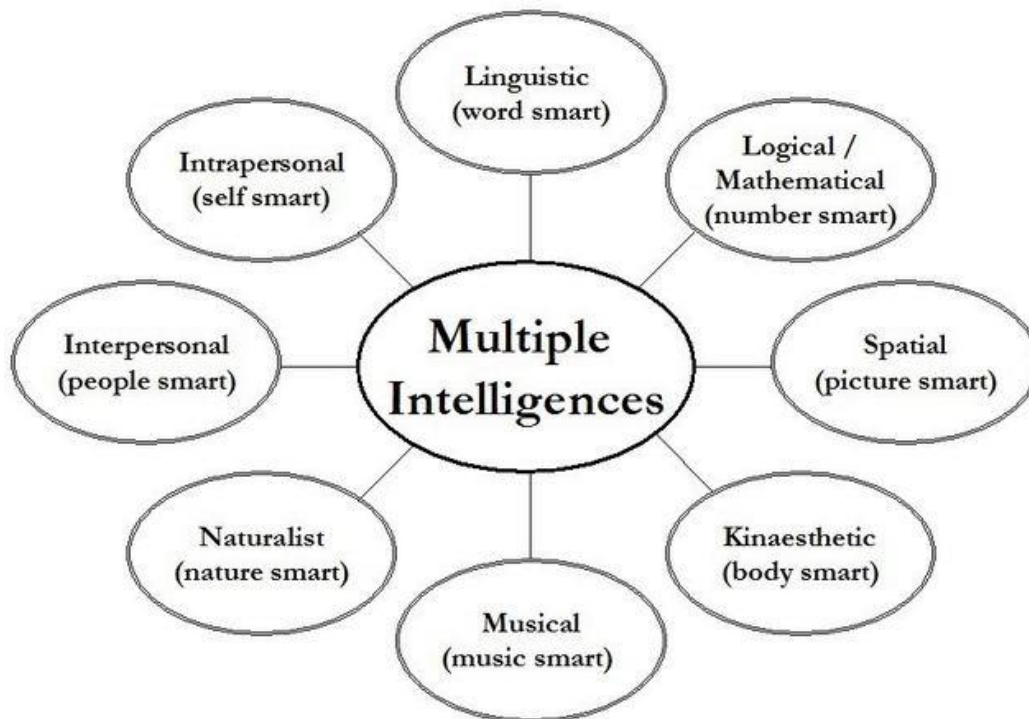 Linguistic
(word smart)
Logical /
Mathematical
(number smart)
Spatial
(picture smart)
Kinaesthetic
(body smart)
Musical
(music smart)
Naturalist
(nature smart)
Interpersonal
(people smart)
Intrapersonal
(self smart)
Multiple
Intelligences